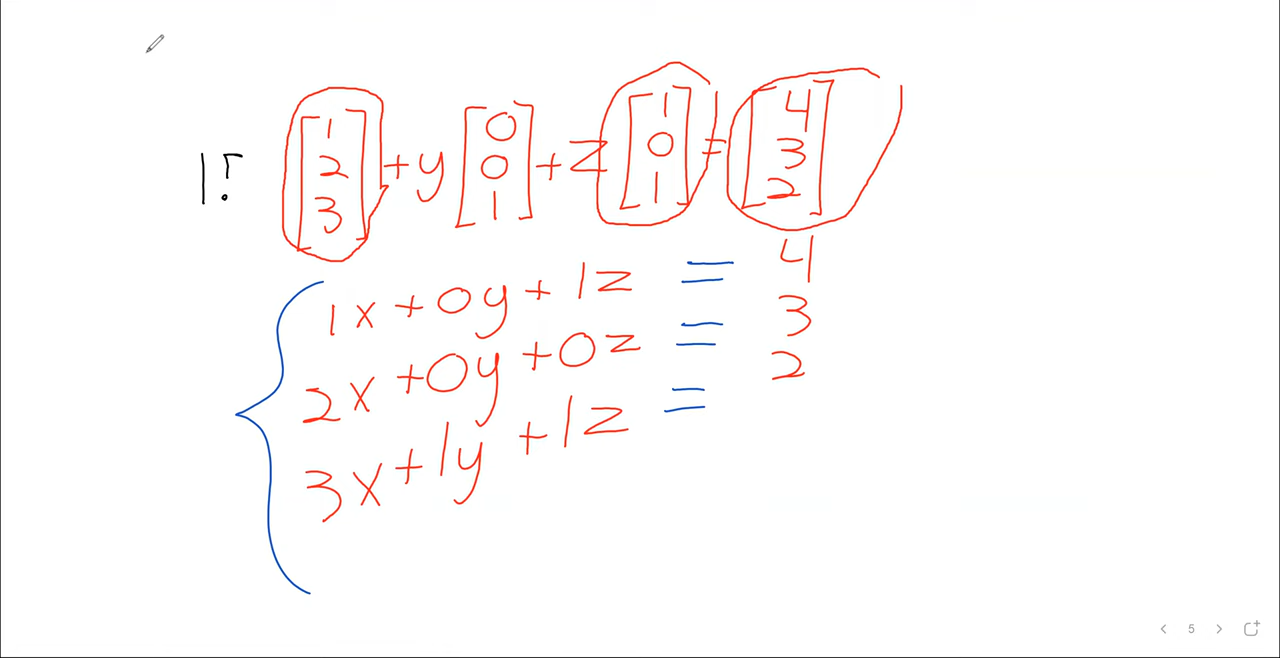 1? [1 2 3] + y [0 0 1] + z [1 0 1] = [4 3 2]
1x + 0y + 1z = 4
2x + 0y + 0z = 3
3x + 1y + 1z = 2
5